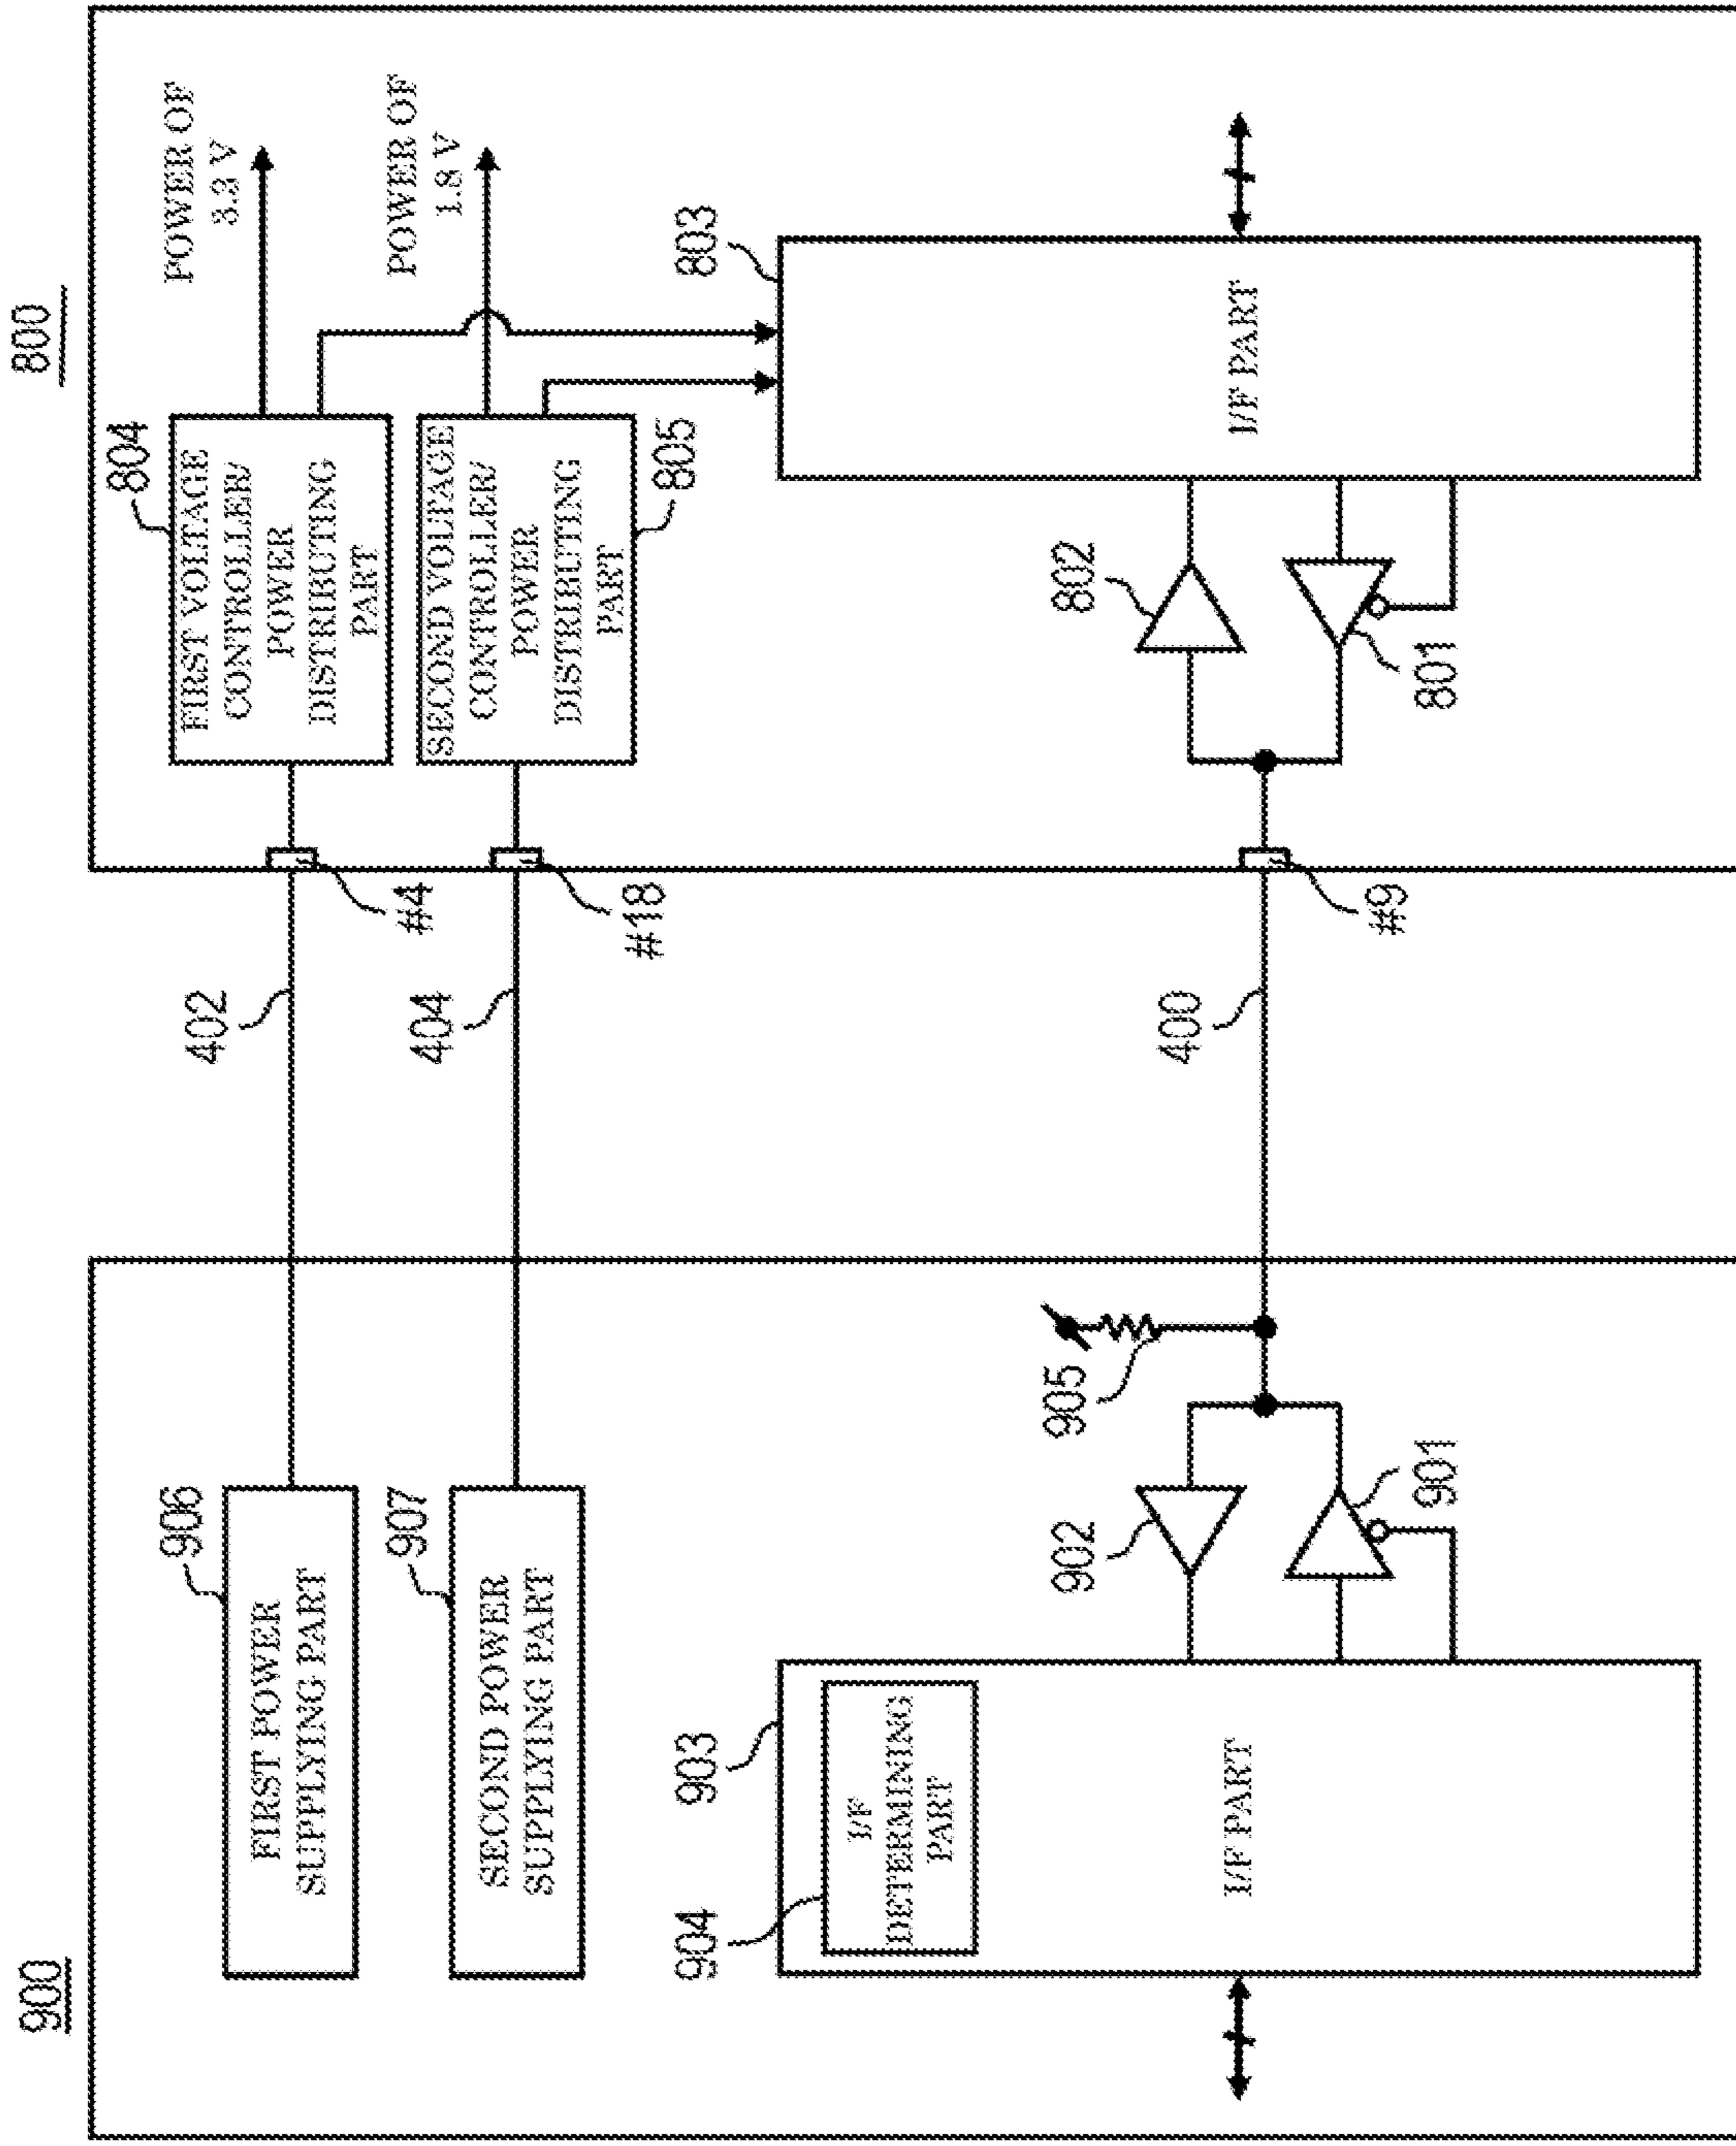 900
800
906
FIRST POWER
SUPPLYING PART
907
SECOND POWER
SUPPLYING PART
903
904
I/F
DETERMINING
PART
I/F PART
902
901
905
402
404
400
#4
#18
#9
804
FIRST VOLTAGE
CONTROLLER/
POWER
DISTRIBUTING
PART
805
SECOND VOLTAGE
CONTROLLER/
POWER
DISTRIBUTING
PART
POWER OF
3.3 V
POWER OF
1.8 V
803
I/F PART
802
801